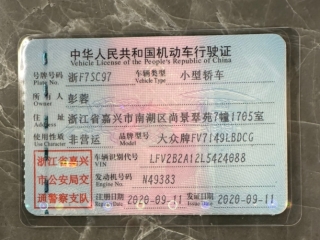 中华人民共和国机动车行驶证
Vehicle License of the People's Republic of China
号牌号码 Plate No. 浙F7SC97 车辆类型 Vehicle Type 小型轿车
所有人 Owner 彭蓉
住址 Address 浙江省嘉兴市南湖区尚景翠苑7幢1705室
使用性质 Use Character 非营运 品牌型号 Model 大众牌FV7149LBDCG
浙江省嘉兴 车辆识别代号 VIN LFV2B2A12L5424088
市公安局交 发动机号码 Engine No. N49383
通警察支队 注册日期 Register Date 2020-09-11 发证日期 Issue Date 2020-09-11